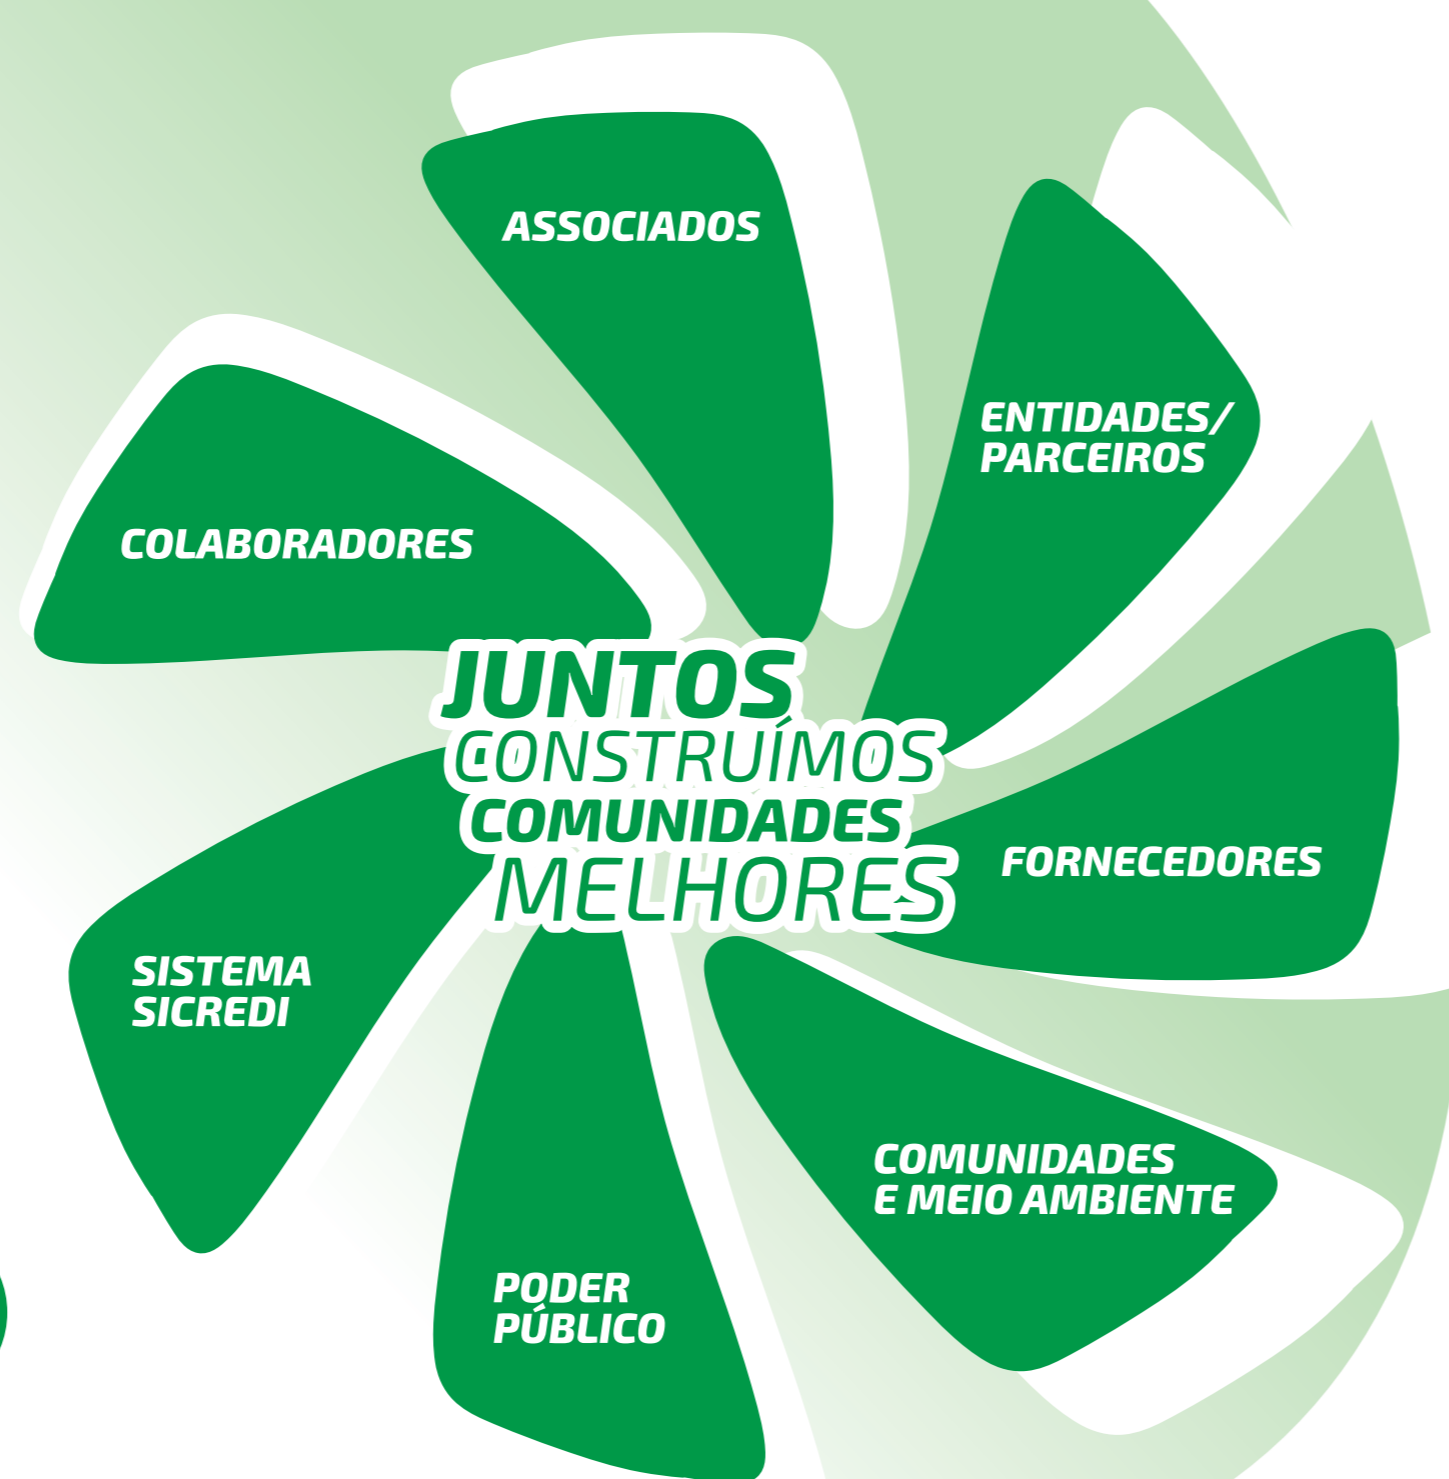 ASSOCIADOS
ENTIDADES/
PARCEIROS
COLABORADORES
JUNTOS
CONSTRUÍMOS
COMUNIDADES
MELHORES
FORNECEDORES
SISTEMA
SICREDI
COMUNIDADES
E MEIO AMBIENTE
PODER
PÚBLICO